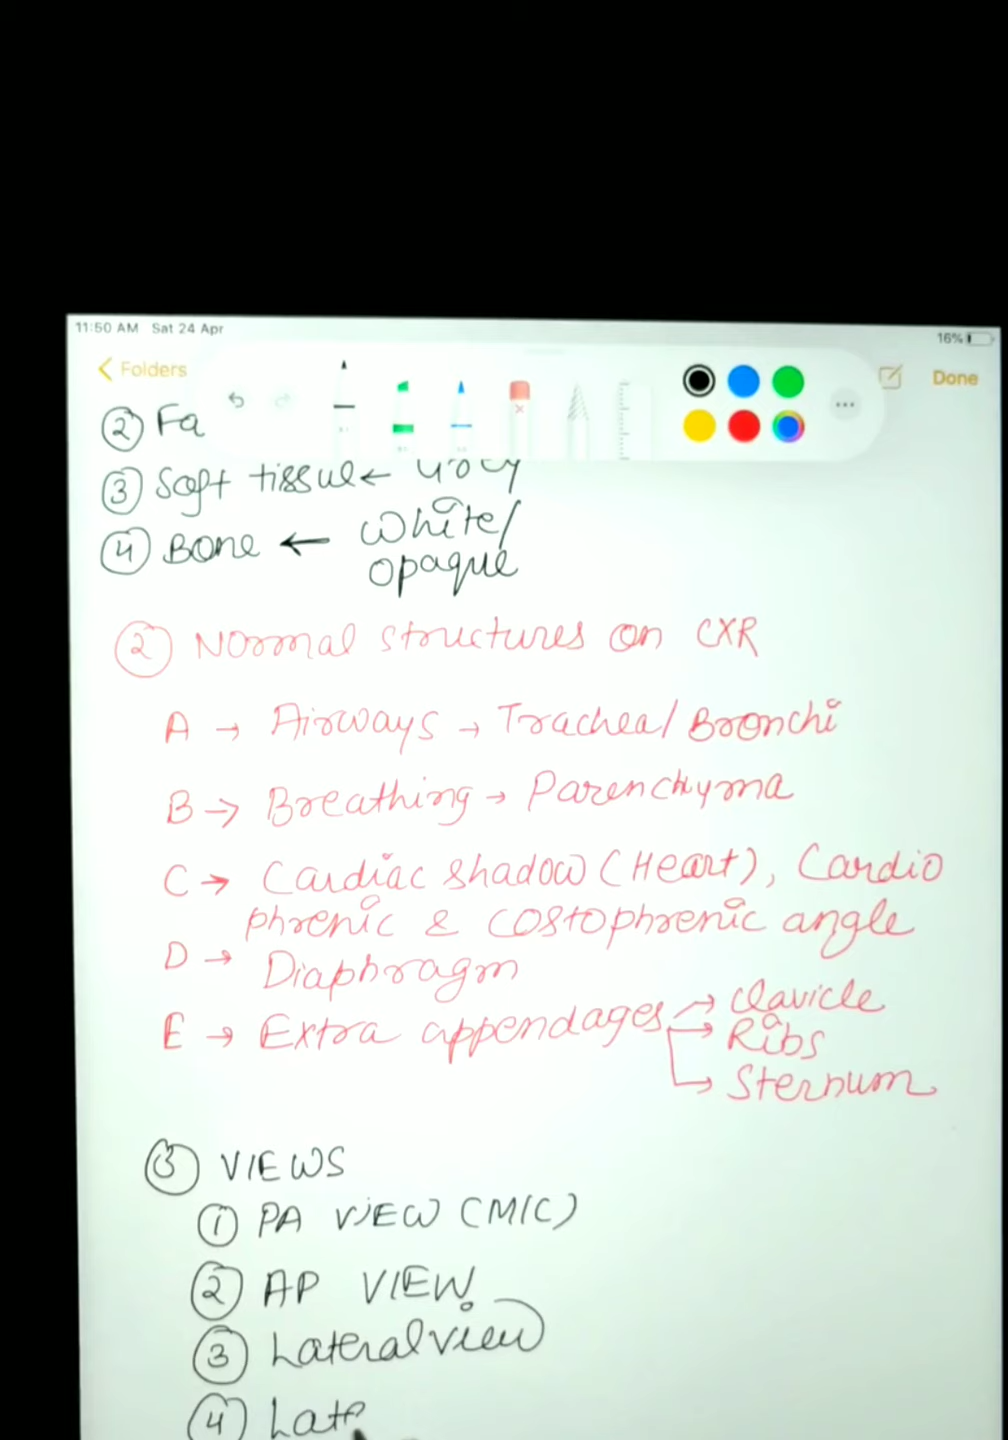 11:50 AM Sat 24 Apr
16%
Folders
Done
② Fa
③ Soft tissue ←
④ Bone ← white/
opaque
② Normal structures on CXR
A → Airways → Trachea/Bronchi
B → Breathing → Parenchyma
C → Cardiac shadow (Heart), Cardio
phrenic & costophrenic angle
D → Diaphragm
E → Extra appendages → Clavicle
→ Ribs
→ Sternum
③ VIEWS
① PA VIEW (MIC)
② AP VIEW
③ Lateral view
④ Late